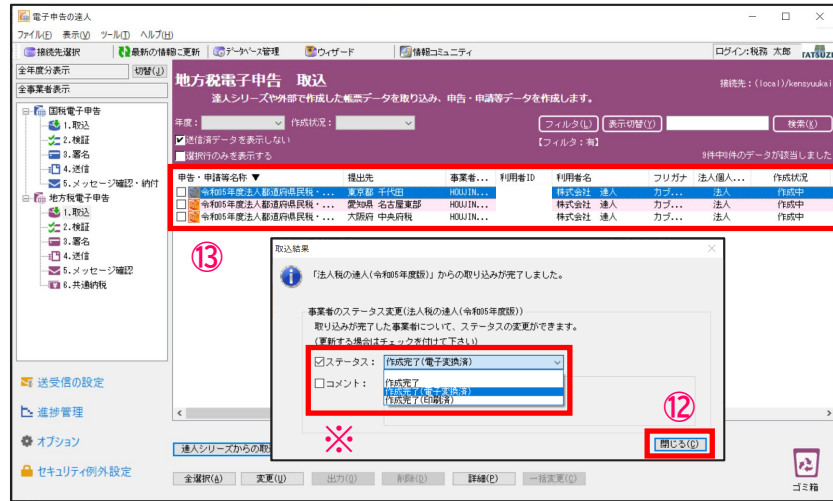 電子申告の達人
ファイル(F) 表示(V) ツール(T) ヘルプ(H)
接続先選択 最新の情報に更新 データベース管理 ウィザード 情報コミュニティ ログイン:税務 太郎 TATSUZI
全年度分表示 切替(J)
全事業者表示
国税電子申告
1.取込
2.検証
3.署名
4.送信
5.メッセージ確認・納付
地方税電子申告
1.取込
2.検証
3.署名
4.送信
5.メッセージ確認
6.共通納税
送受信の設定
進捗管理
オプション
セキュリティ例外設定
地方税電子申告 取込 接続先:(local)/kensyuukai
達人シリーズや外部で作成した帳票データを取り込み、申告・申請等データを作成します。
年度: 作成状況: フィルタ(L) 表示切替(Y) 検索(K)
送信済データを表示しない 【フィルタ:有】
選択行のみを表示する 件のデータが該当しました
申告・申請等名称 ▼ 提出先 事業者... 利用者ID 利用者名 フリガナ 法人個人... 作成状況
令和05年度法人都道府県民税・... 東京都 千代田 HOUJIN... 株式会社 達人 カブ... 法人 作成中
令和05年度法人都道府県民税・... 愛知県 名古屋東部 HOUJIN... 株式会社 達人 カブ... 法人 作成中
令和05年度法人都道府県民税・... 大阪府 中央府税 HOUJIN... 株式会社 達人 カブ... 法人 作成中
⑬
取込結果
「法人税の達人(令和05年度版)」からの取り込みが完了しました。
事業者のステータス変更(法人税の達人(令和05年度版))
取り込みが完了した事業者について、ステータスの変更ができます。
(更新する場合はチェックを付けて下さい)
ステータス: 作成完了(電子変換済)
コメント: 作成完了
作成完了(電子変換済)
作成完了(印刷済)
※
⑫
閉じる(C)
達人シリーズからの取
全選択(A) 変更(U) 出力(O) 削除(D) 詳細(P) 一括変更(C)
ゴミ箱